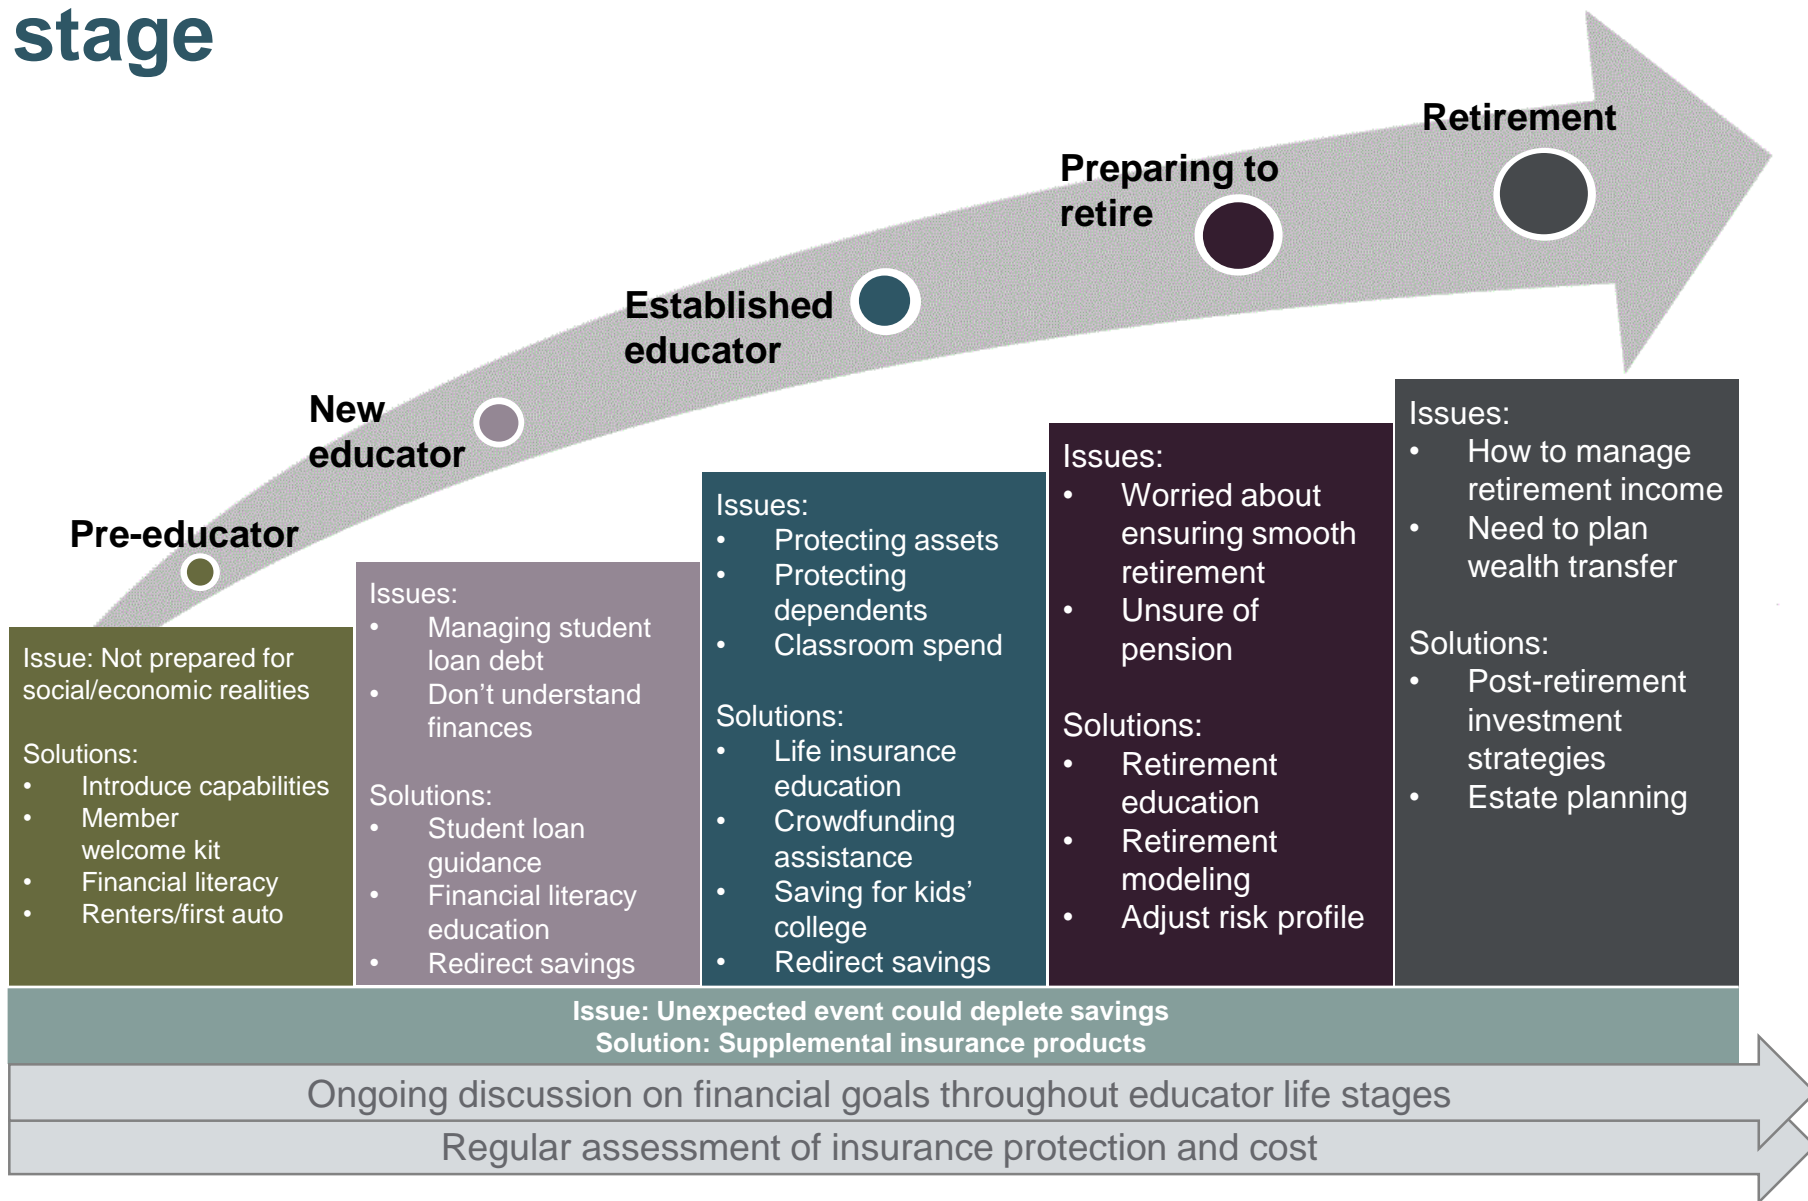 stage
Retirement
Preparing to
retire
Established
educator
New
educator
Pre-educator
Issue: Not prepared for
social/economic realities
Solutions:
• Introduce capabilities
• Member
welcome kit
• Financial literacy
• Renters/first auto
Issues:
• Managing student
loan debt
• Don’t understand
finances
Solutions:
• Student loan
guidance
• Financial literacy
education
• Redirect savings
Issues:
• Protecting assets
• Protecting
dependents
• Classroom spend
Solutions:
• Life insurance
education
• Crowdfunding
assistance
• Saving for kids’
college
• Redirect savings
Issues:
• Worried about
ensuring smooth
retirement
• Unsure of
pension
Solutions:
• Retirement
education
• Retirement
modeling
• Adjust risk profile
Issues:
• How to manage
retirement income
• Need to plan
wealth transfer
Solutions:
• Post-retirement
investment
strategies
• Estate planning
Issue: Unexpected event could deplete savings
Solution: Supplemental insurance products
Ongoing discussion on financial goals throughout educator life stages
Regular assessment of insurance protection and cost